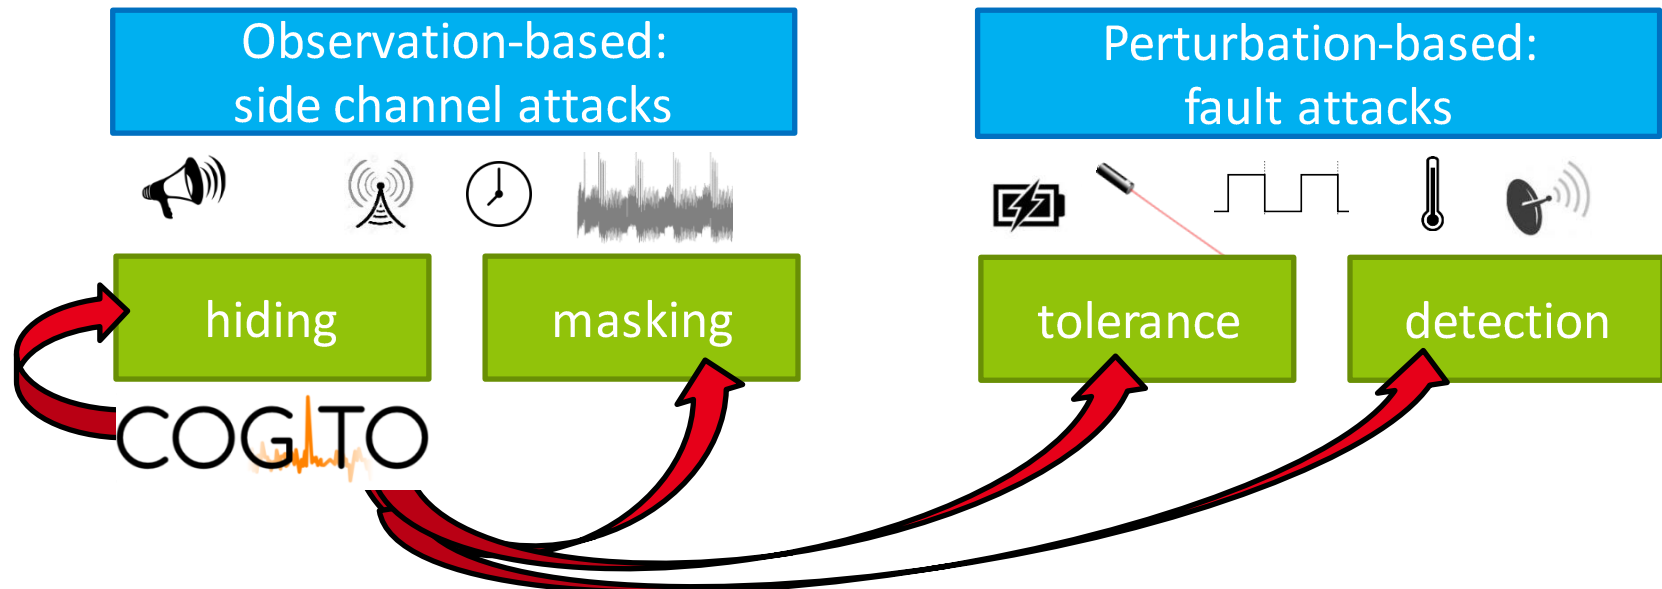 Observation-based:
side channel attacks
Perturbation-based:
fault attacks
hiding
masking
tolerance
detection
COGITO